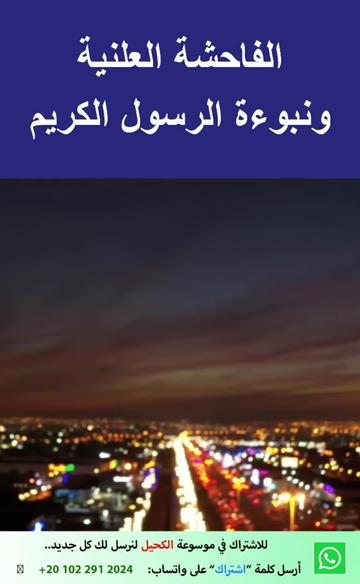 الفاحشة العلنية
ونبوءة الرسول الكريم
للاشتراك في موسوعة الكحيل لنرسل لك كل جديد..
أرسل كلمة "اشتراك" على واتساب: +20 102 291 2024